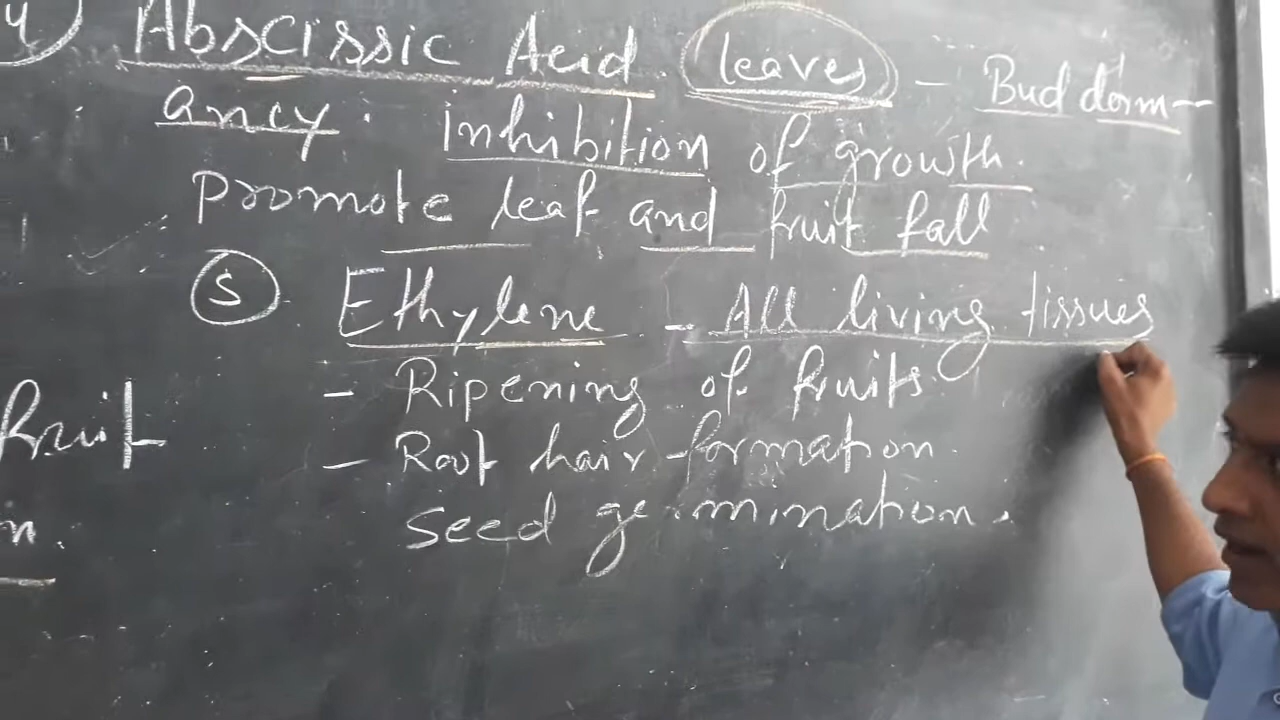 4) Abscissic Acid leaves - Bud dorm-
ancy. Inhibition of growth.
Promote leaf and fruit fall
5 Ethylene - All living tissues
- Ripening of fruits.
fruit
- Root hair formation.
seed germination.
n.